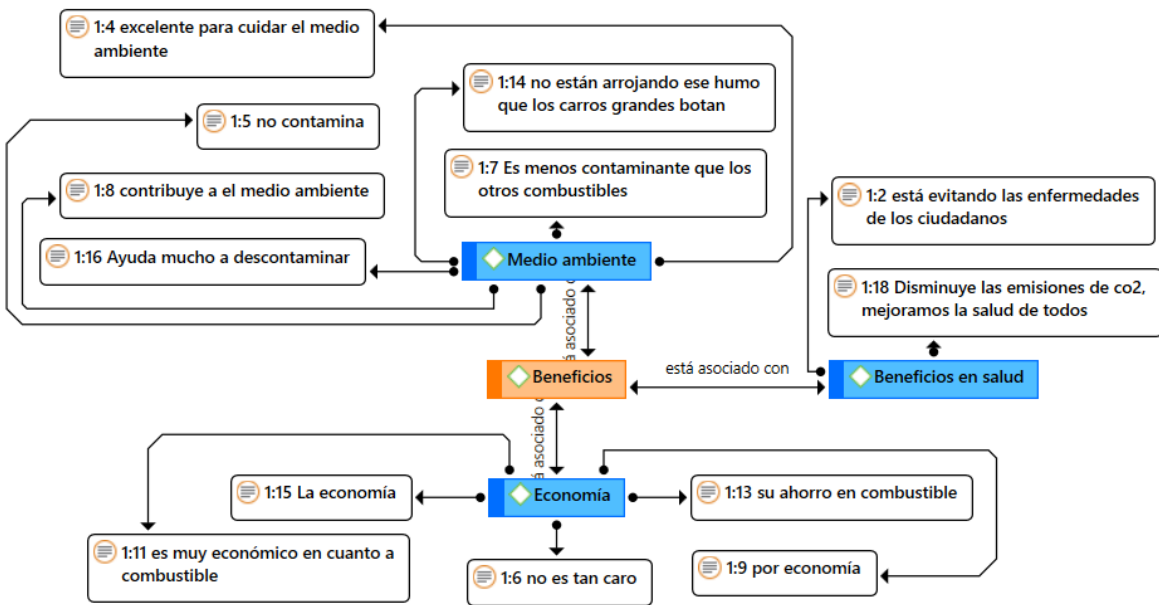 1:4 excelente para cuidar el medio
ambiente
1:14 no están arrojando ese humo
que los carros grandes botan
1:5 no contamina
1:7 Es menos contaminante que los
otros combustibles
1:8 contribuye a el medio ambiente
1:2 está evitando las enfermedades
de los ciudadanos
1:16 Ayuda mucho a descontaminar
Medio ambiente
1:18 Disminuye las emisiones de co2,
mejoramos la salud de todos
asociado
Beneficios
está asociado con
Beneficios en salud
asociado
1:15 La economía
Economía
1:13 su ahorro en combustible
1:11 es muy económico en cuanto a
combustible
1:6 no es tan caro
1:9 por economía